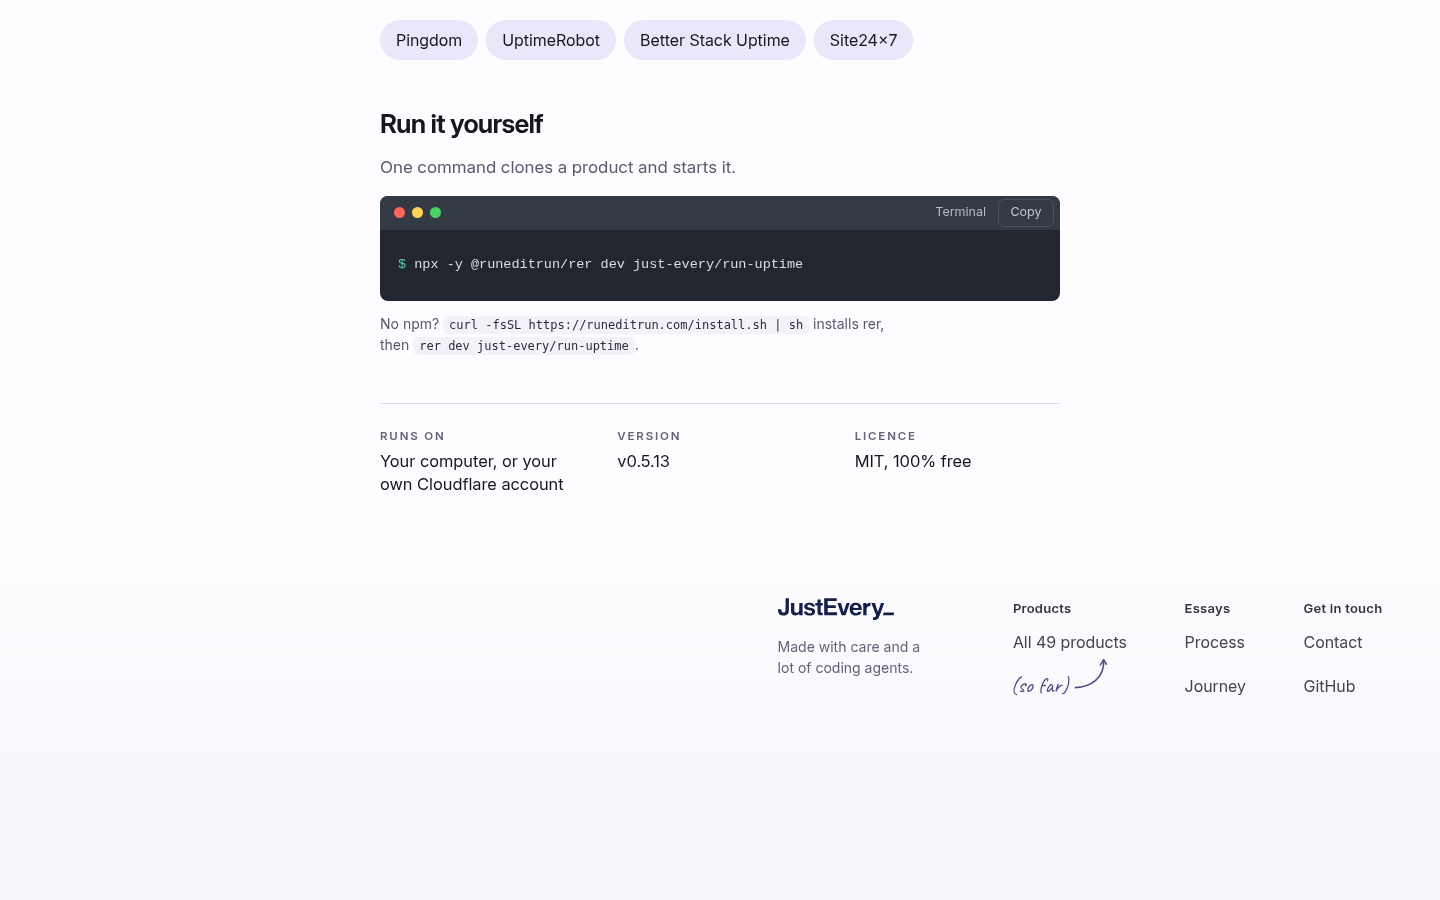 Pingdom UptimeRobot Better Stack Uptime Site24×7
Run it yourself
One command clones a product and starts it.
Terminal Copy
$ npx -y @runeditrun/rer dev just-every/run-uptime
No npm? curl -fsSL https://runeditrun.com/install.sh | sh installs rer,
then rer dev just-every/run-uptime.
RUNS ON
Your computer, or your
own Cloudflare account
VERSION
v0.5.13
LICENCE
MIT, 100% free
JustEvery_
Made with care and a
lot of coding agents.
Products
All 49 products
(so far)
Essays
Process
Journey
Get in touch
Contact
GitHub